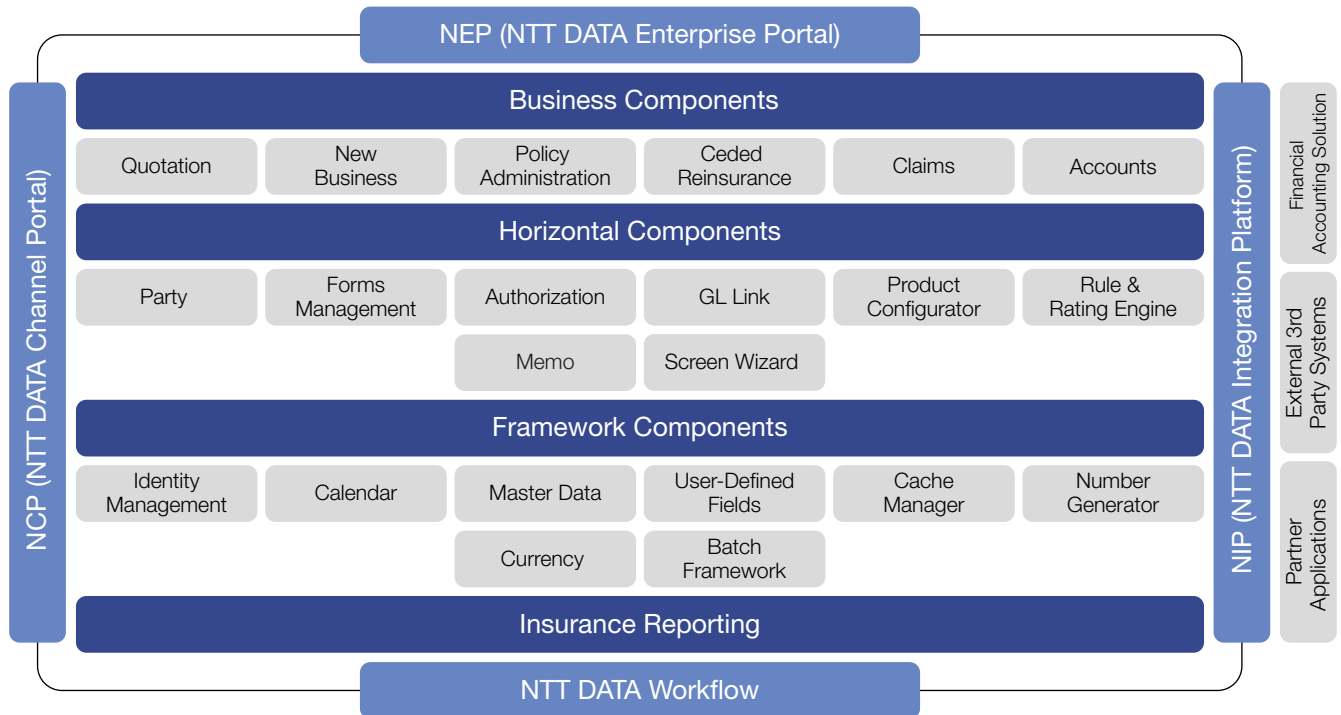 NEP (NTT DATA Enterprise Portal)
NCP (NTT DATA Channel Portal)
Business Components
Quotation
New
Business
Policy
Administration
Ceded
Reinsurance
Claims
Accounts
Horizontal Components
Party
Forms
Management
Authorization
GL Link
Product
Configurator
Rule &
Rating Engine
Memo
Screen Wizard
Framework Components
Identity
Management
Calendar
Master Data
User-Defined
Fields
Cache
Manager
Number
Generator
Currency
Batch
Framework
Insurance Reporting
NTT DATA Workflow
NIP (NTT DATA Integration Platform)
Financial
Accounting Solution
External 3rd
Party Systems
Partner
Applications